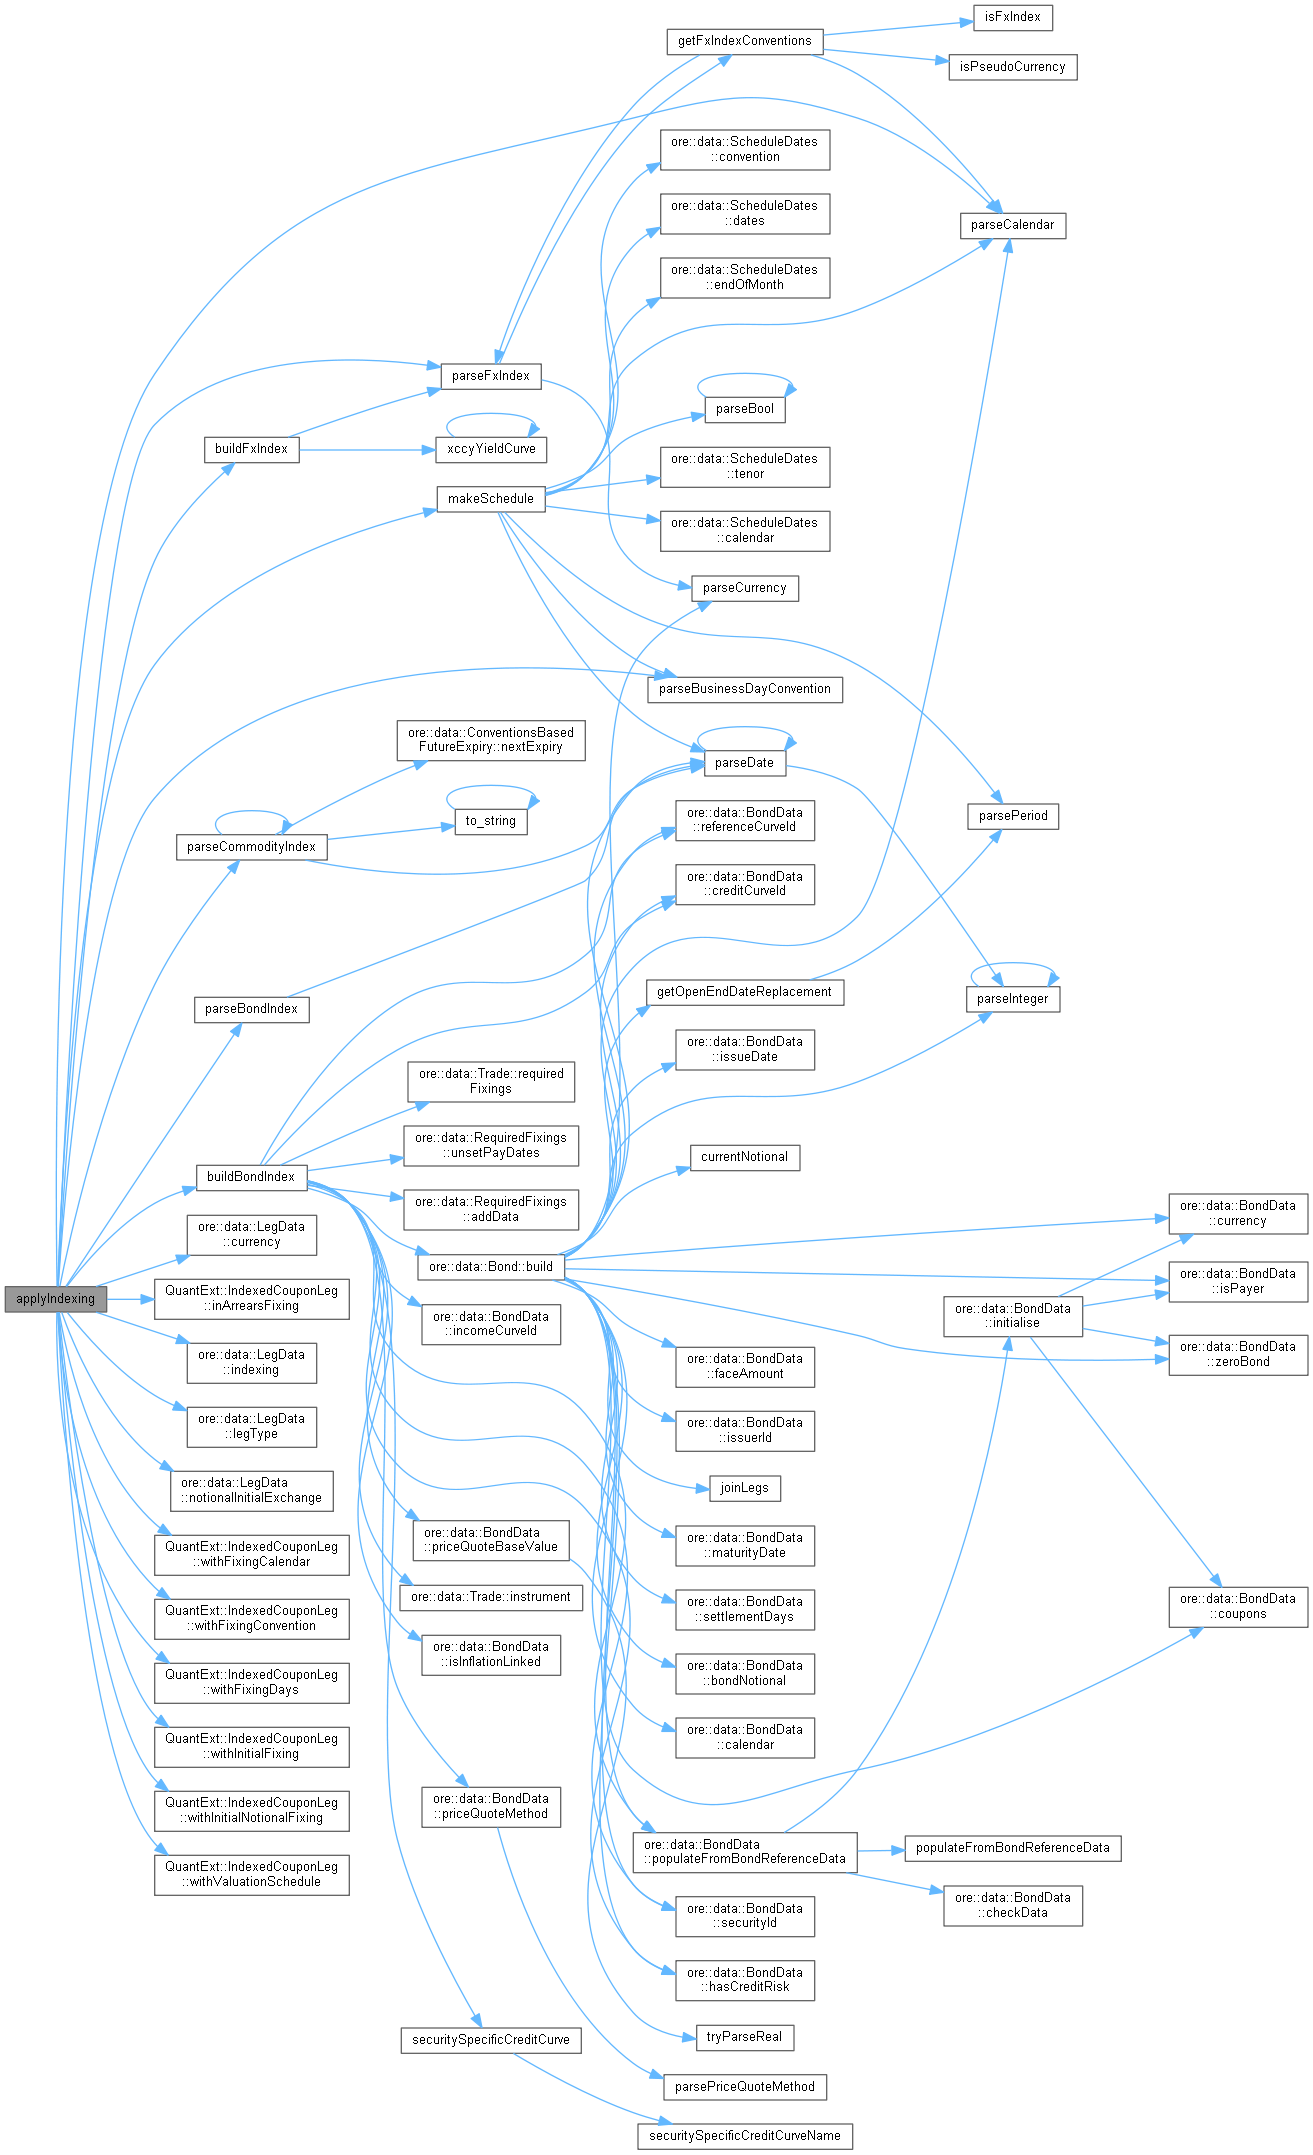 isFxIndex
getFxIndexConventions
isPseudoCurrency
ore::data::ScheduleDates
::convention
ore::data::ScheduleDates
::dates
parseCalendar
ore::data::ScheduleDates
::endOfMonth
parseFxIndex
parseBool
buildFxIndex
xccyYieldCurve
ore::data::ScheduleDates
::tenor
makeSchedule
ore::data::ScheduleDates
::calendar
parseCurrency
parseBusinessDayConvention
ore::data::ConventionsBased
FutureExpiry::nextExpiry
parseDate
to_string
parsePeriod
ore::data::BondData
::referenceCurveId
parseCommodityIndex
ore::data::BondData
::creditCurveId
getOpenEndDateReplacement
parseInteger
parseBondIndex
ore::data::BondData
::issueDate
ore::data::Trade::required
Fixings
ore::data::RequiredFixings
::unsetPayDates
currentNotional
buildBondIndex
ore::data::RequiredFixings
::addData
ore::data::BondData
::currency
ore::data::LegData
::currency
ore::data::Bond::build
ore::data::BondData
::isPayer
applyIndexing
QuantExt::IndexedCouponLeg
::inArrearsFixing
ore::data::BondData
::incomeCurveId
ore::data::BondData
::initialise
ore::data::BondData
::zeroBond
ore::data::LegData
::indexing
ore::data::BondData
::faceAmount
ore::data::LegData
::legType
ore::data::BondData
::issuerId
ore::data::LegData
::notionalInitialExchange
joinLegs
QuantExt::IndexedCouponLeg
::withFixingCalendar
ore::data::BondData
::priceQuoteBaseValue
ore::data::BondData
::maturityDate
QuantExt::IndexedCouponLeg
::withFixingConvention
ore::data::Trade::instrument
ore::data::BondData
::settlementDays
ore::data::BondData
::coupons
QuantExt::IndexedCouponLeg
::withFixingDays
ore::data::BondData
::isInflationLinked
ore::data::BondData
::bondNotional
QuantExt::IndexedCouponLeg
::withInitialFixing
ore::data::BondData
::calendar
QuantExt::IndexedCouponLeg
::withInitialNotionalFixing
ore::data::BondData
::priceQuoteMethod
QuantExt::IndexedCouponLeg
::withValuationSchedule
ore::data::BondData
::populateFromBondReferenceData
populateFromBondReferenceData
ore::data::BondData
::checkData
ore::data::BondData
::securityId
ore::data::BondData
::hasCreditRisk
securitySpecificCreditCurve
tryParseReal
parsePriceQuoteMethod
securitySpecificCreditCurveName